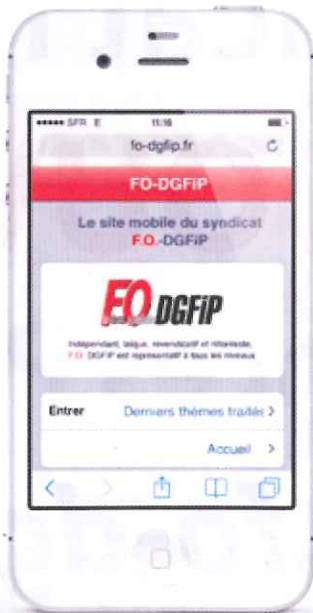 SFR E 11:16
fo-dgfip.fr
FO-DGFiP
Le site mobile du syndicat
F.O.-DGFiP
FO DGFiP
Indépendant, laïque, revendicatif et réformiste,
F.O. DGFiP est représentatif à tous les niveaux
Entrer Derniers thèmes traités >
Accueil >